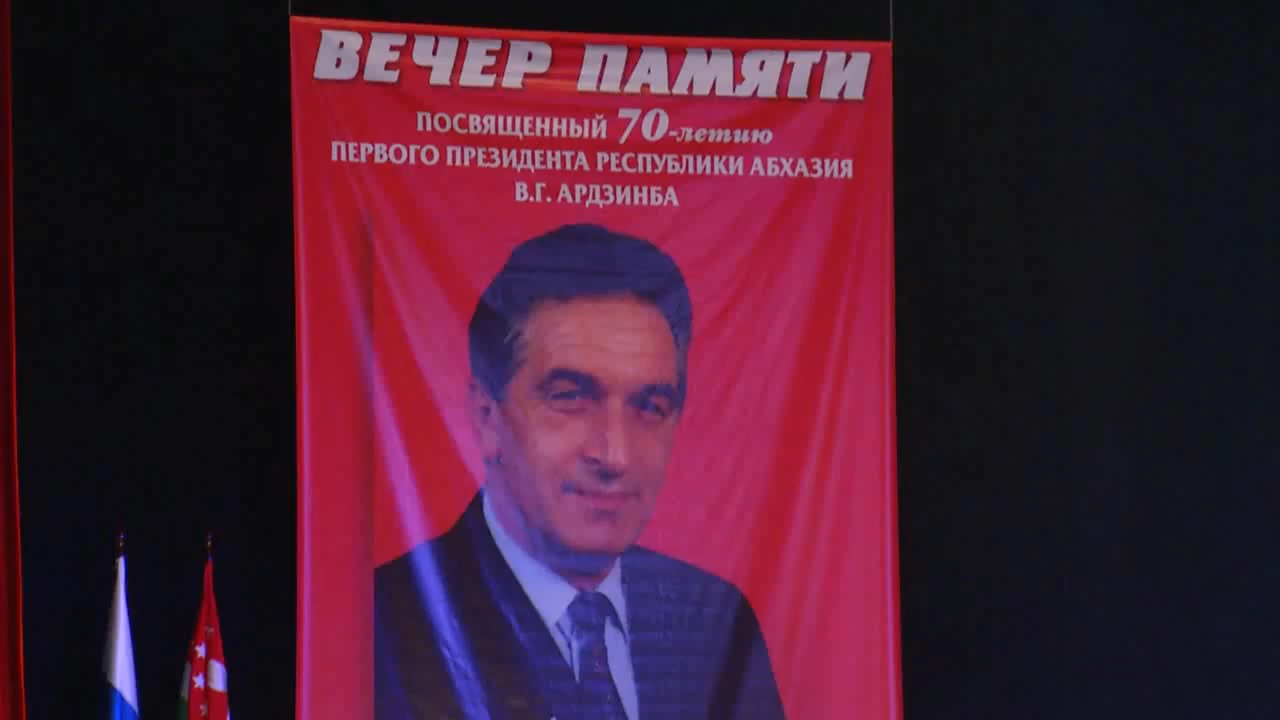 ВЕЧЕР ПАМЯТИ
ПОСВЯЩЕННЫЙ 70-летию
ПЕРВОГО ПРЕЗИДЕНТА РЕСПУБЛИКИ АБХАЗИЯ
В.Г. АРДЗИНБА